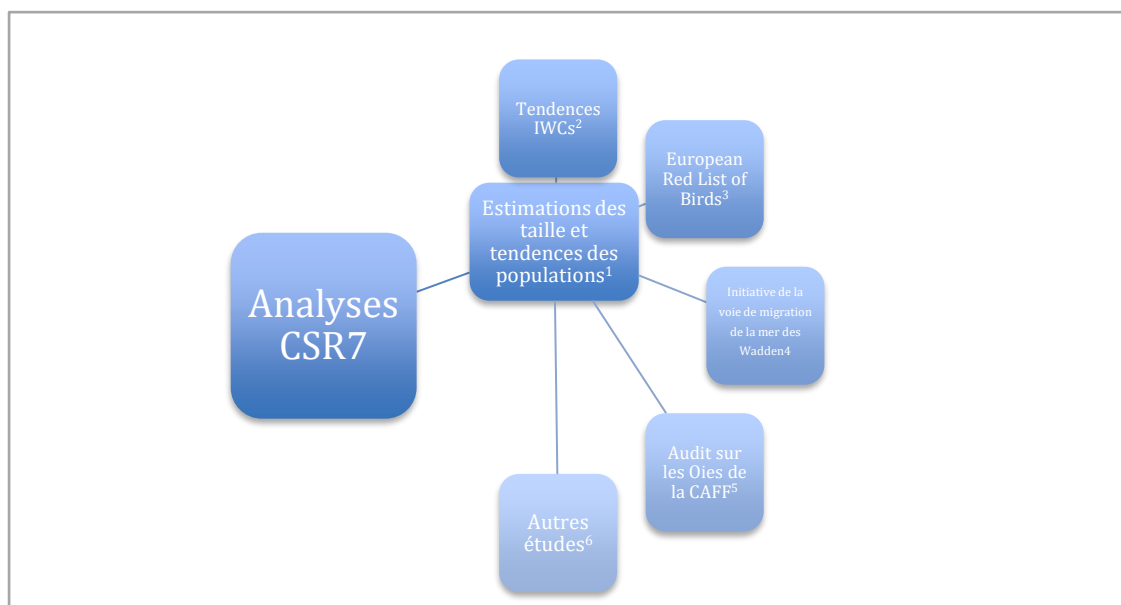 Tendences
IWCs²
European
Red List of
Birds³
Estimations des
taille et
tendences des
populations¹
Analyses
CSR7
Initiative de la
voie de migration
de la mer des
Wadden4
Audit sur
les Oies de
la CAFF⁵
Autres
études⁶